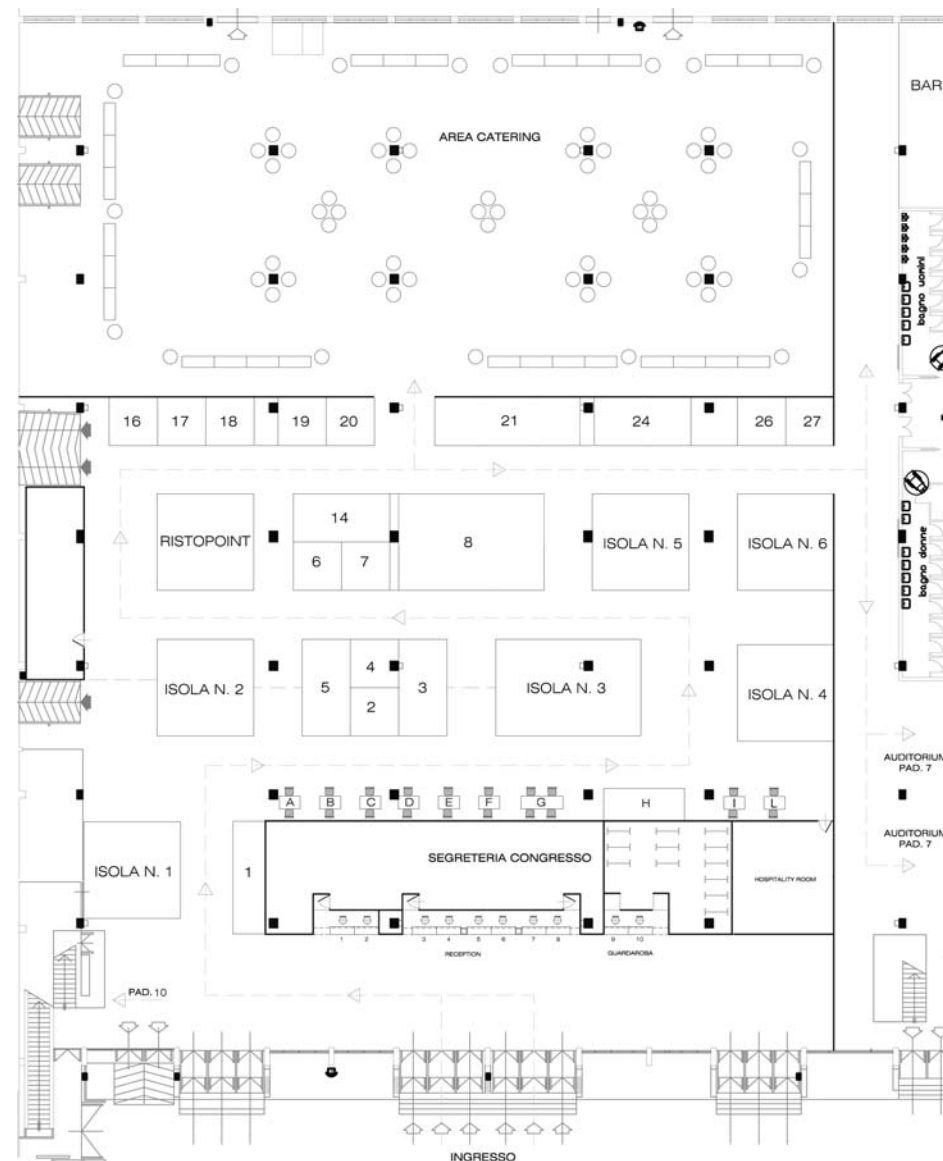 BAR
AREA CATERING
bagno uomini
16 17 18 19 20 21 24 26 27
14
RISTOPOINT
8
ISOLA N. 5
ISOLA N. 6
6 7
bagno donne
4
ISOLA N. 2
5
3
ISOLA N. 3
ISOLA N. 4
2
AUDITORIUM
PAD. 7
A B C D E F G H I L
AUDITORIUM
PAD. 7
ISOLA N. 1
1
SEGRETERIA CONGRESSO
HOSPITALITY ROOM
1 2 3 4 5 6 7 8 9 10
RECEPTION
GUARDAROBA
PAD. 10
INGRESSO